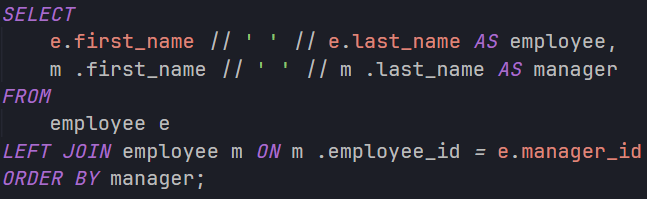 SELECT
    e.first_name // ' ' // e.last_name AS employee,
    m .first_name // ' ' // m .last_name AS manager
FROM
    employee e
LEFT JOIN employee m ON m .employee_id = e.manager_id
ORDER BY manager;